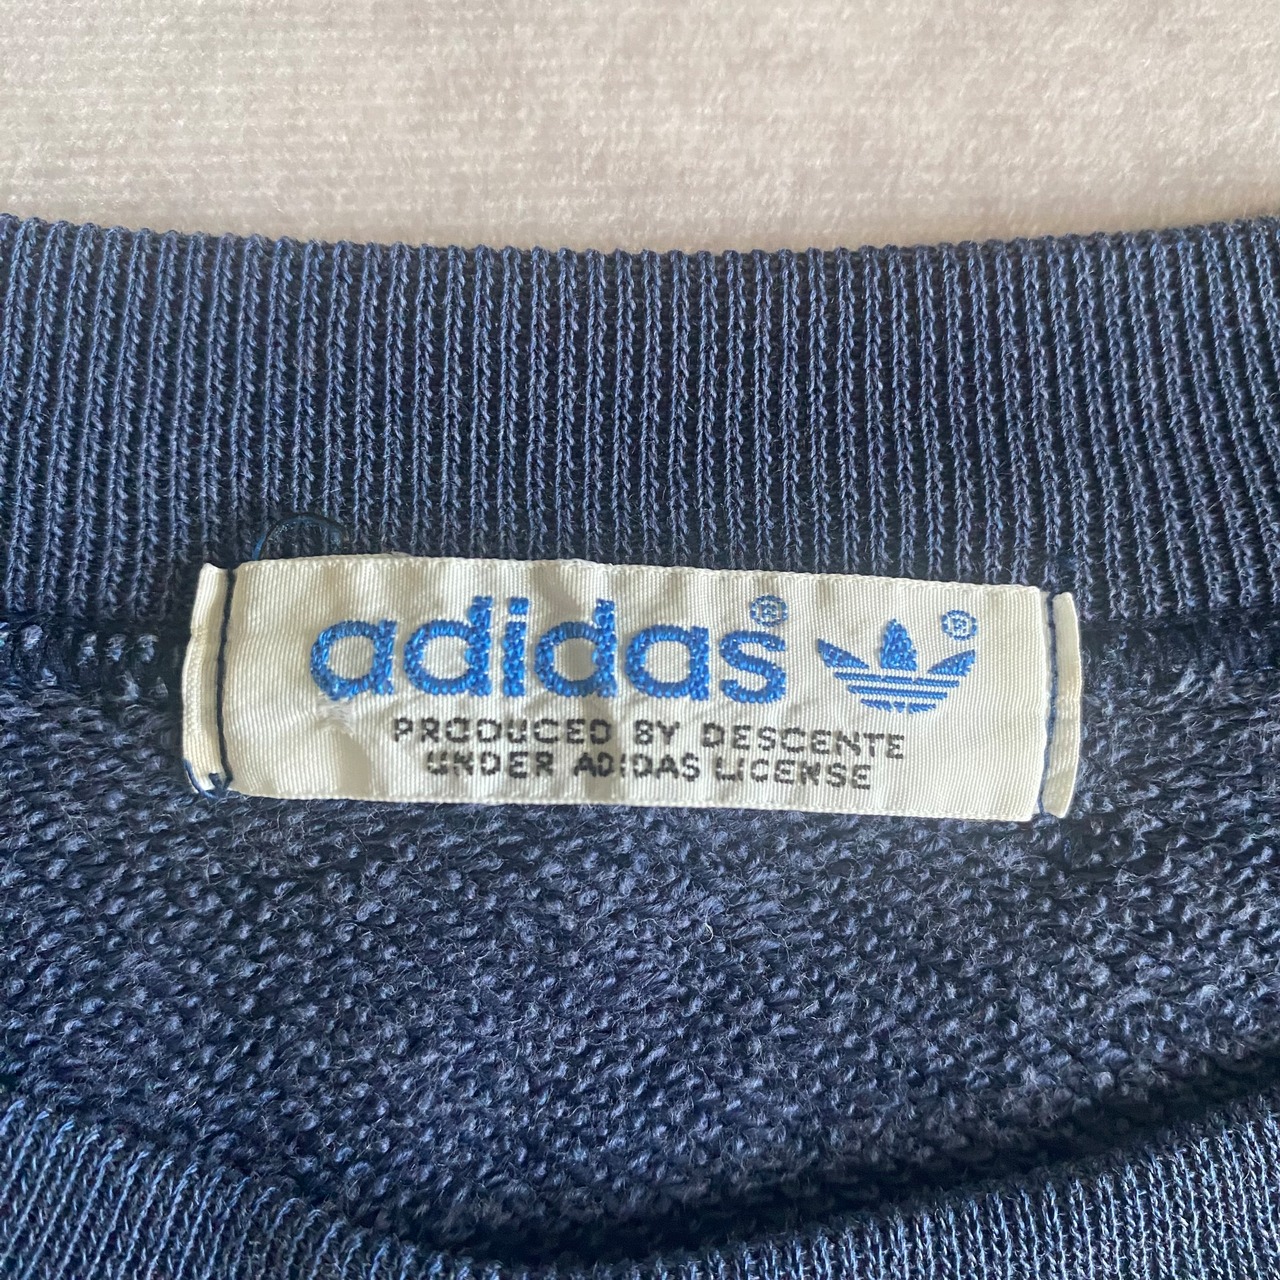 adidas®
®
PRODUCED BY DESCENTE
UNDER ADIDAS LICENSE